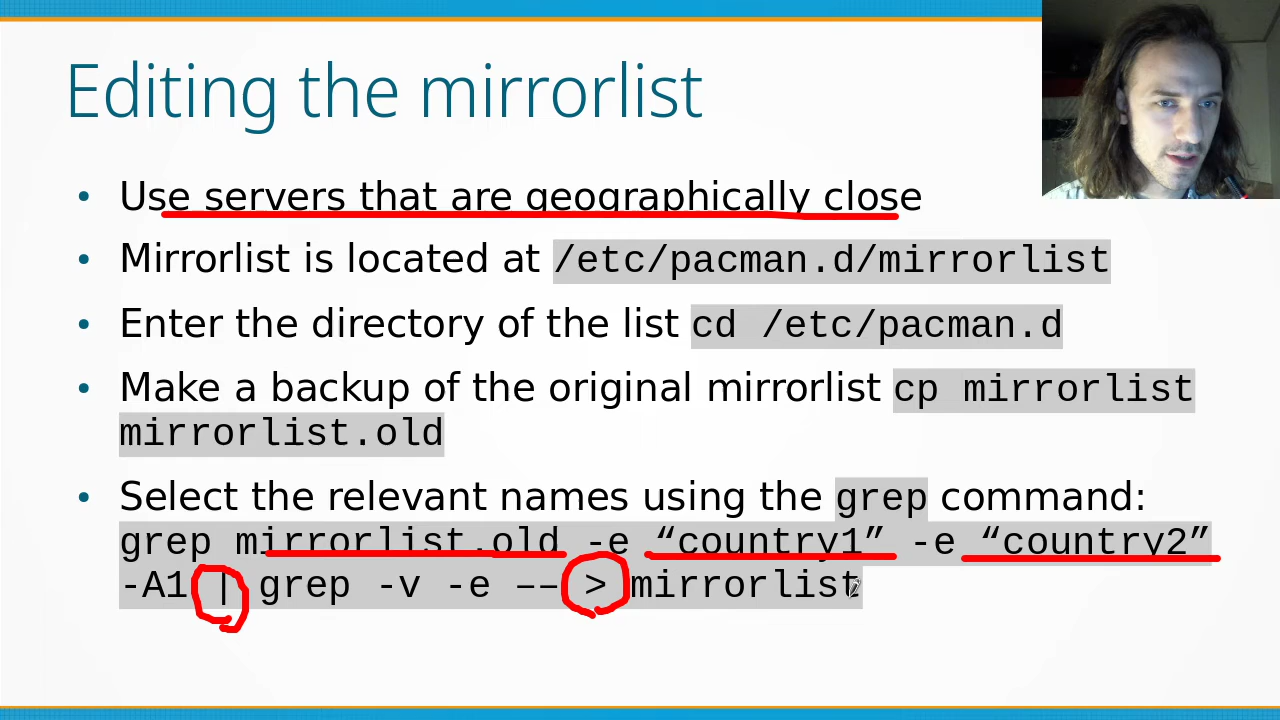 Editing the mirrorlist
• Use servers that are geographically close
• Mirrorlist is located at /etc/pacman.d/mirrorlist
• Enter the directory of the list cd /etc/pacman.d
• Make a backup of the original mirrorlist cp mirrorlist
mirrorlist.old
• Select the relevant names using the grep command:
grep mirrorlist.old -e “country1” -e “country2”
-A1 | grep -v -e –– > mirrorlist